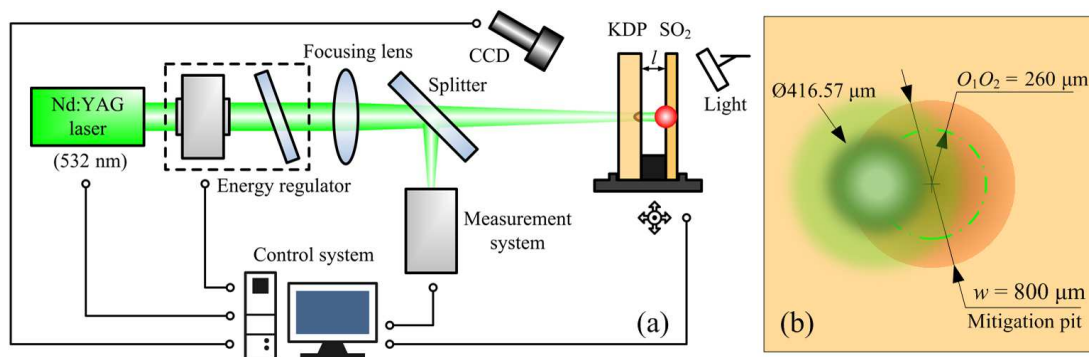 Nd:YAG
laser
(532 nm)
Energy regulator
Focusing lens
Splitter
CCD
KDP
SO₂
l
Light
Measurement
system
Control system
(a)
Ø416.57 μm
O₁O₂ = 260 μm
w = 800 μm
Mitigation pit
(b)